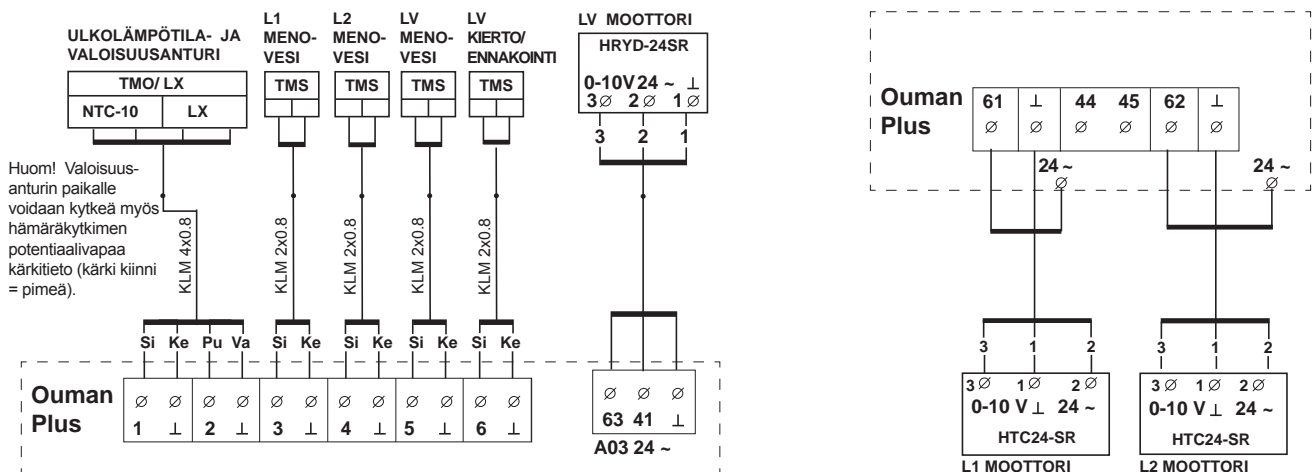 ULKOLÄMPÖTILA- JA
VALOISUUSANTURI
TMO/ LX
NTC-10 LX
L1
MENO-
VESI
TMS
L2
MENO-
VESI
TMS
LV
MENO-
VESI
TMS
LV
KIERTO/
ENNAKOINTI
TMS
LV MOOTTORI
HRYD-24SR
0-10V 24 ~ ⊥
3 ∅ 2 ∅ 1 ∅
3 2 1
Huom! Valoisuus-
anturin paikalle
voidaan kytkeä myös
hämäräkytkimen
potentiaalivapaa
kärkitieto (kärki kiinni
= pimeä).
KLM 4x0.8
KLM 2x0.8
KLM 2x0.8
KLM 2x0.8
KLM 2x0.8
Si Ke Pu Va Si Ke Si Ke Si Ke Si Ke
Ouman
Plus
∅ ∅ ∅ ∅ ∅ ∅ ∅ ∅ ∅ ∅ ∅ ∅
1 ⊥ 2 ⊥ 3 ⊥ 4 ⊥ 5 ⊥ 6 ⊥
∅ ∅ ∅
63 41 ⊥
A03 24 ~
Ouman
Plus
61 ⊥ 44 45 62 ⊥
∅ ∅ ∅ ∅ ∅ ∅
24 ~ 24 ~
∅ ∅
3 1 2
3 ∅ 1 ∅ 2 ∅
0-10 V ⊥ 24 ~
HTC24-SR
L1 MOOTTORI
3 1 2
3 ∅ 1 ∅ 2 ∅
0-10 V ⊥ 24 ~
HTC24-SR
L2 MOOTTORI